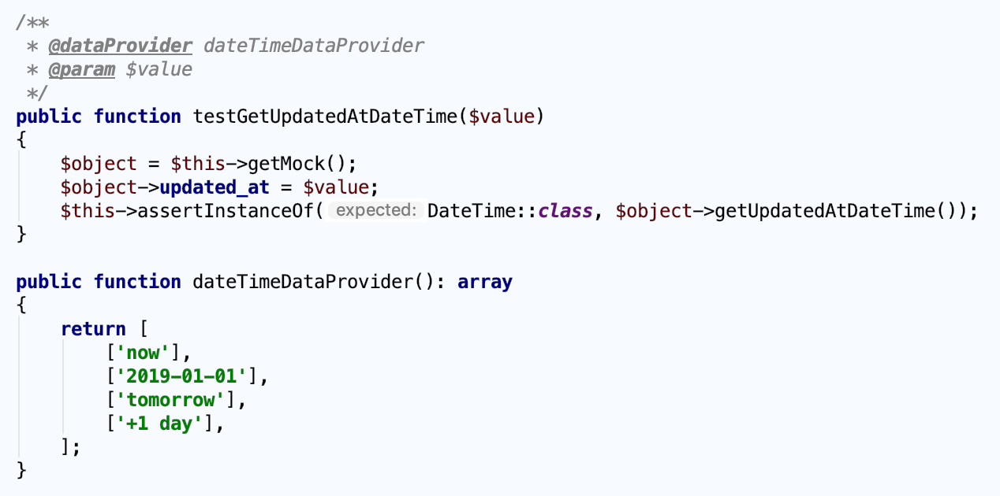 /**
 * @dataProvider dateTimeDataProvider
 * @param $value
 */
public function testGetUpdatedAtDateTime($value)
{
    $object = $this->getMock();
    $object->updated_at = $value;
    $this->assertInstanceOf( expected: DateTime::class, $object->getUpdatedAtDateTime());
}

public function dateTimeDataProvider(): array
{
    return [
        ['now'],
        ['2019-01-01'],
        ['tomorrow'],
        ['+1 day'],
    ];
}